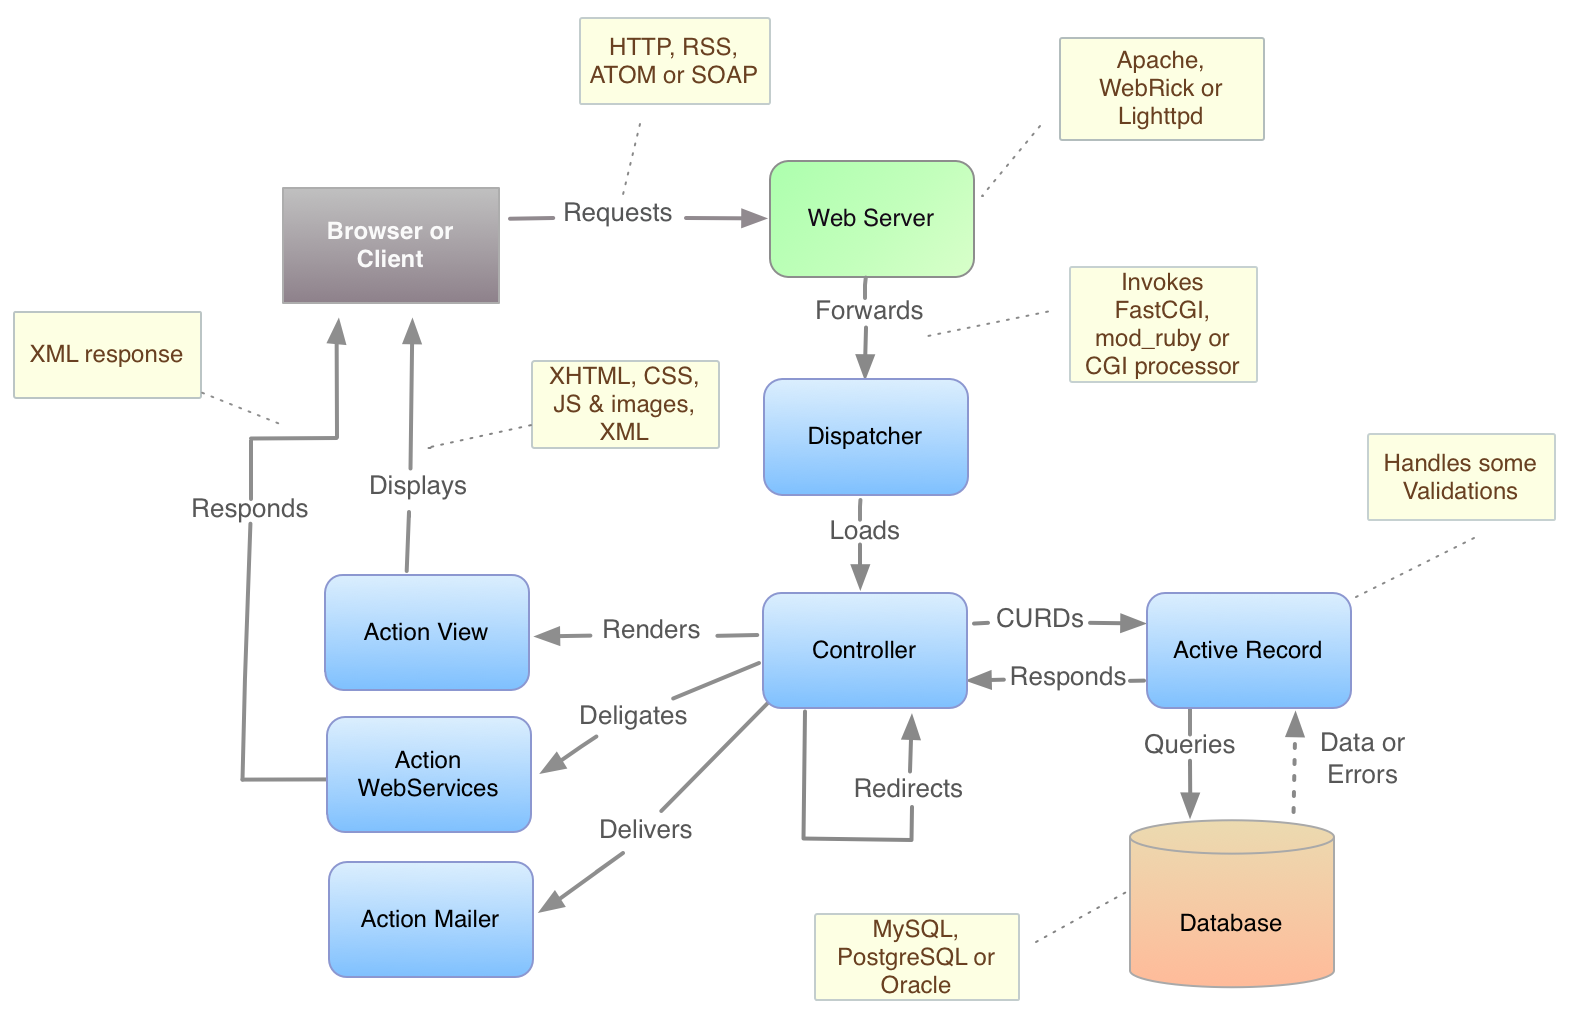 HTTP, RSS,
ATOM or SOAP
Apache,
WebRick or
Lighttpd
Browser or
Client
Requests
Web Server
Invokes
FastCGI,
mod_ruby or
CGI processor
Forwards
XML response
XHTML, CSS,
JS & images,
XML
Dispatcher
Handles some
Validations
Displays
Responds
Loads
Action View
Renders
Controller
CURDs
Active Record
Responds
Deligates
Action
WebServices
Queries
Data or
Errors
Redirects
Delivers
Action Mailer
MySQL,
PostgreSQL or
Oracle
Database